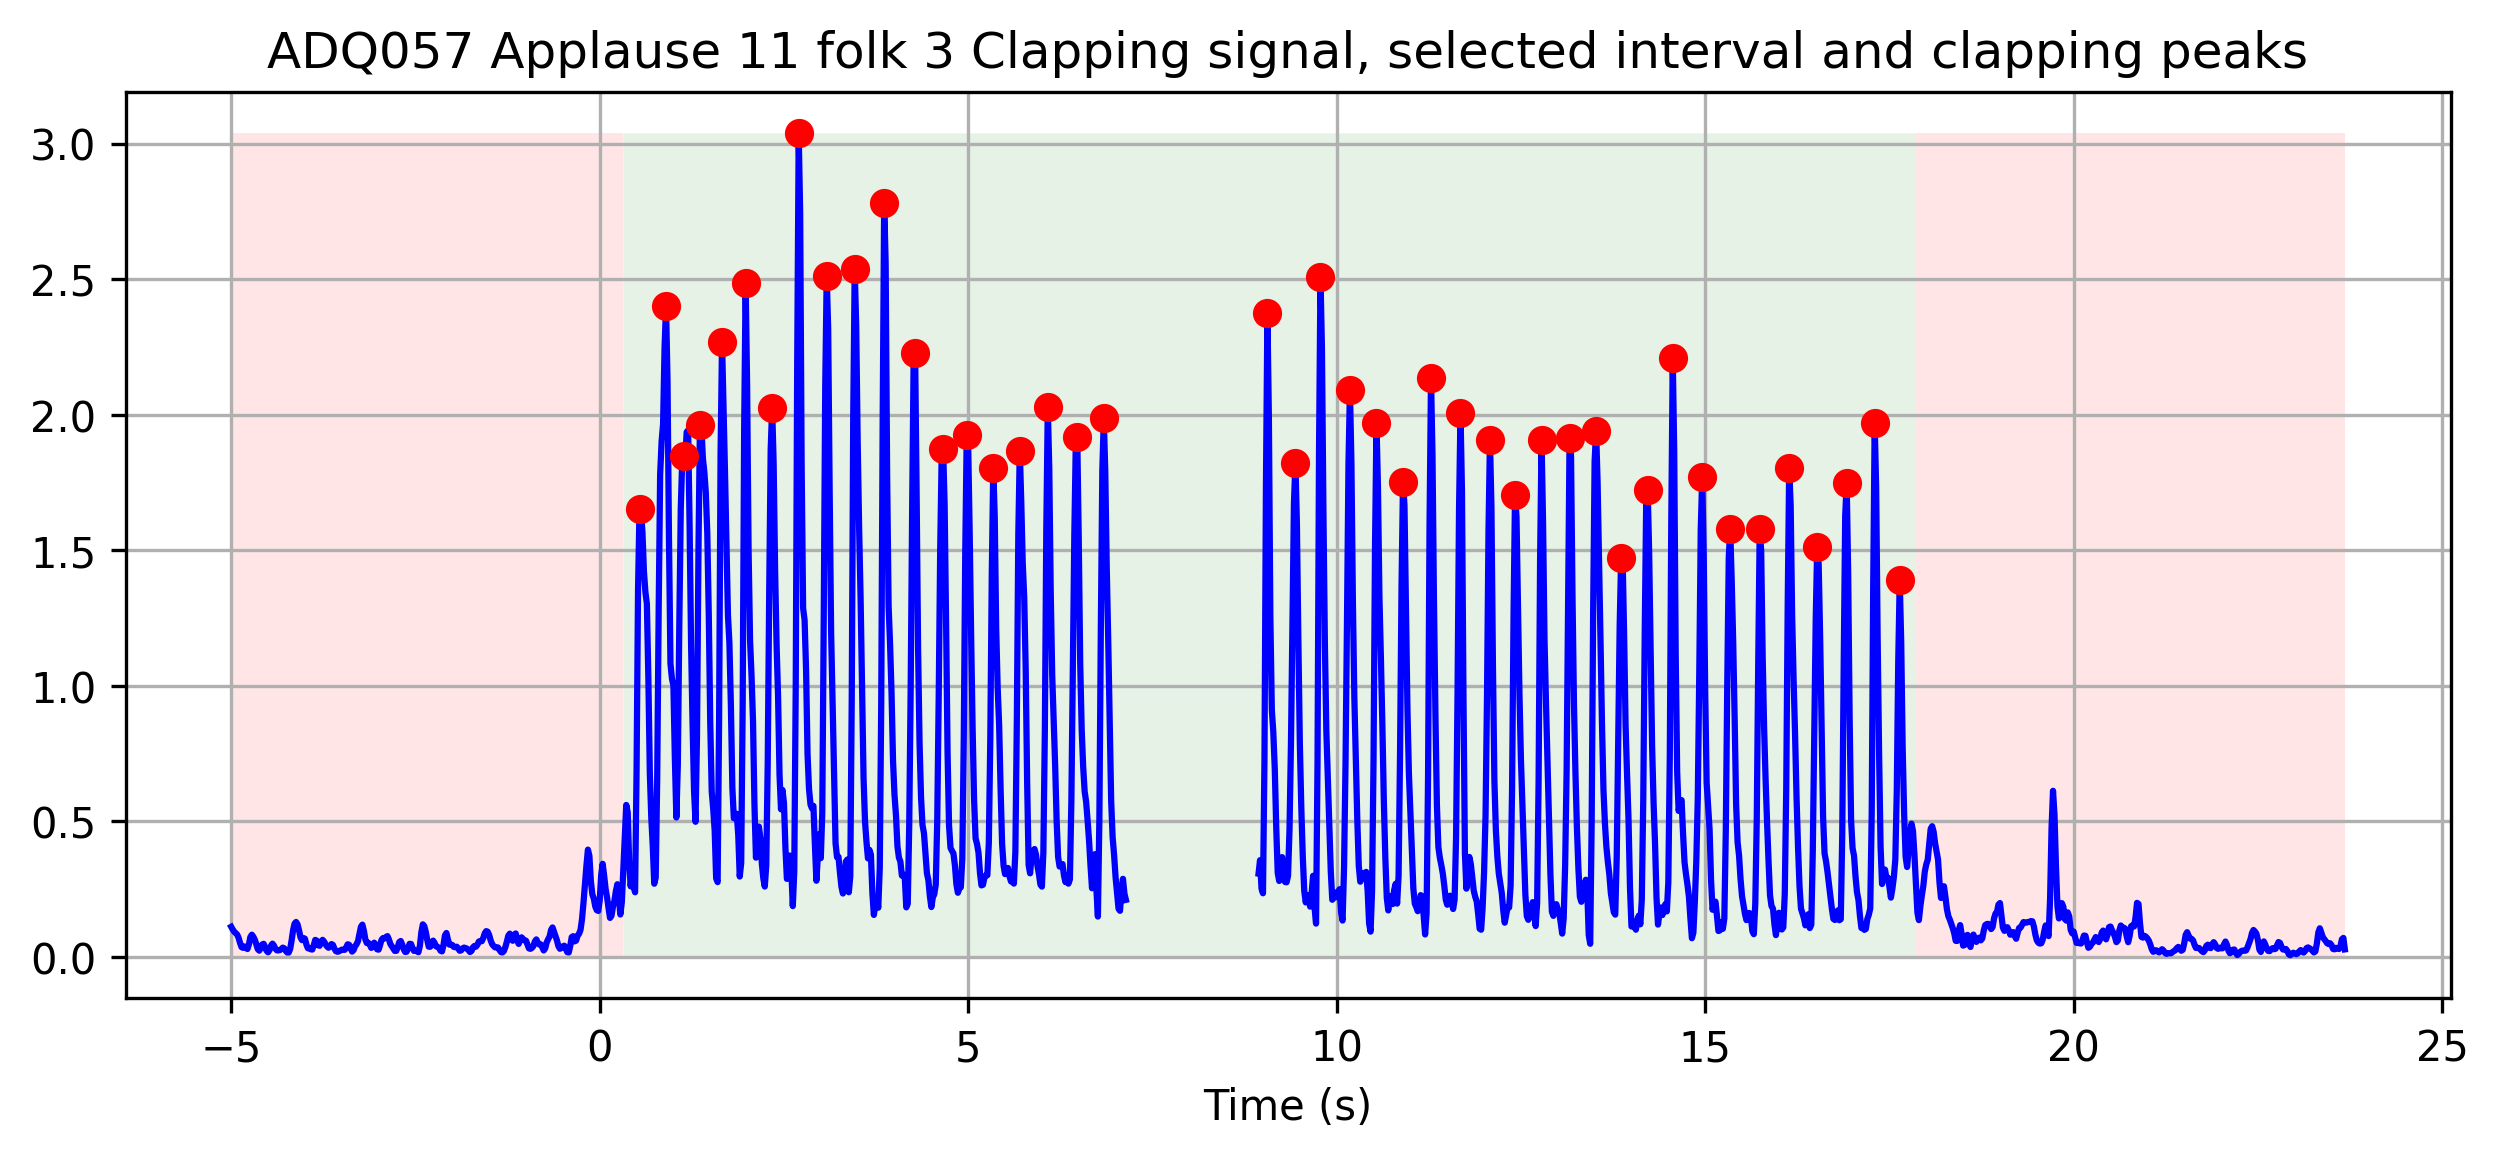 ADQ057 Applause 11 folk 3 Clapping signal, selected interval and clapping peaks
3.0
2.5
2.0
1.5
1.0
0.5
0.0
−5 0 5 10 15 20 25
Time (s)